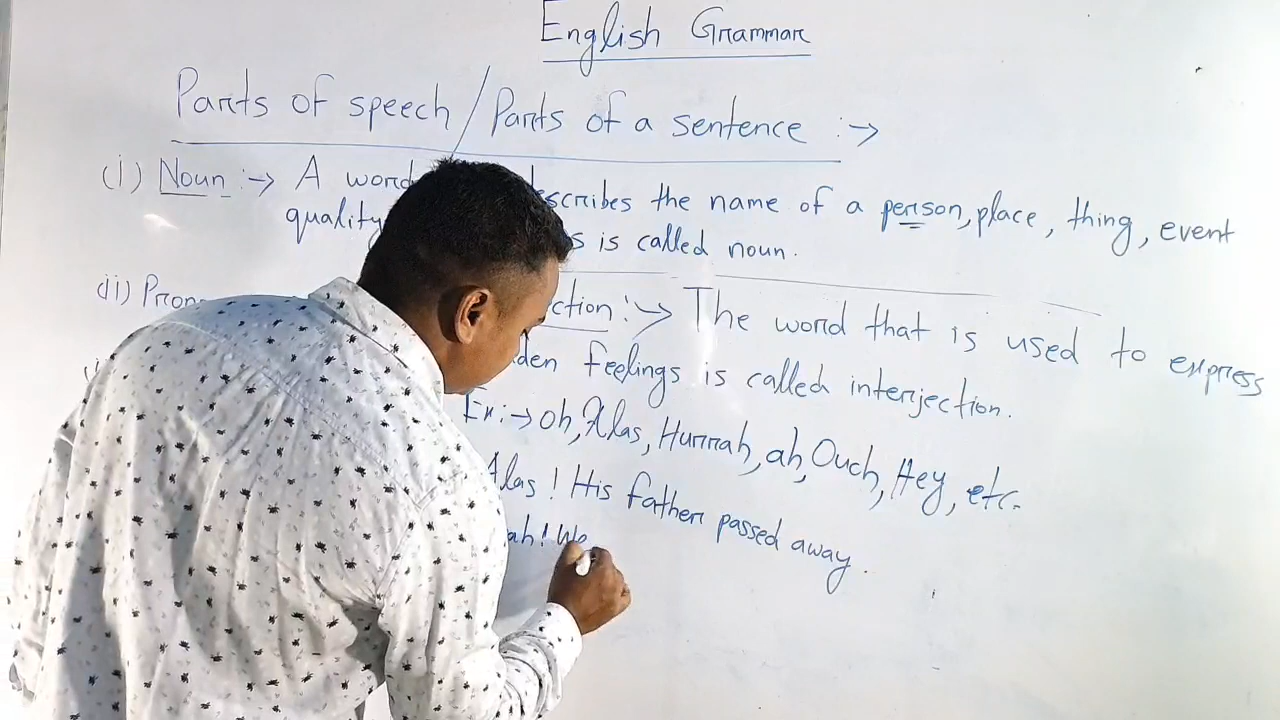 English Grammar
Parts of speech / Parts of a sentence :→
(i) Noun :→ A word describes the name of a person, place, thing, event
quality is called noun.
(ii) Pron ction :→ The word that is used to express
den feelings is called interjection.
Ex :→ oh, Alas, Hurrah, ah, Ouch, Hey, etc.
Alas ! His father passed away.
ah! We